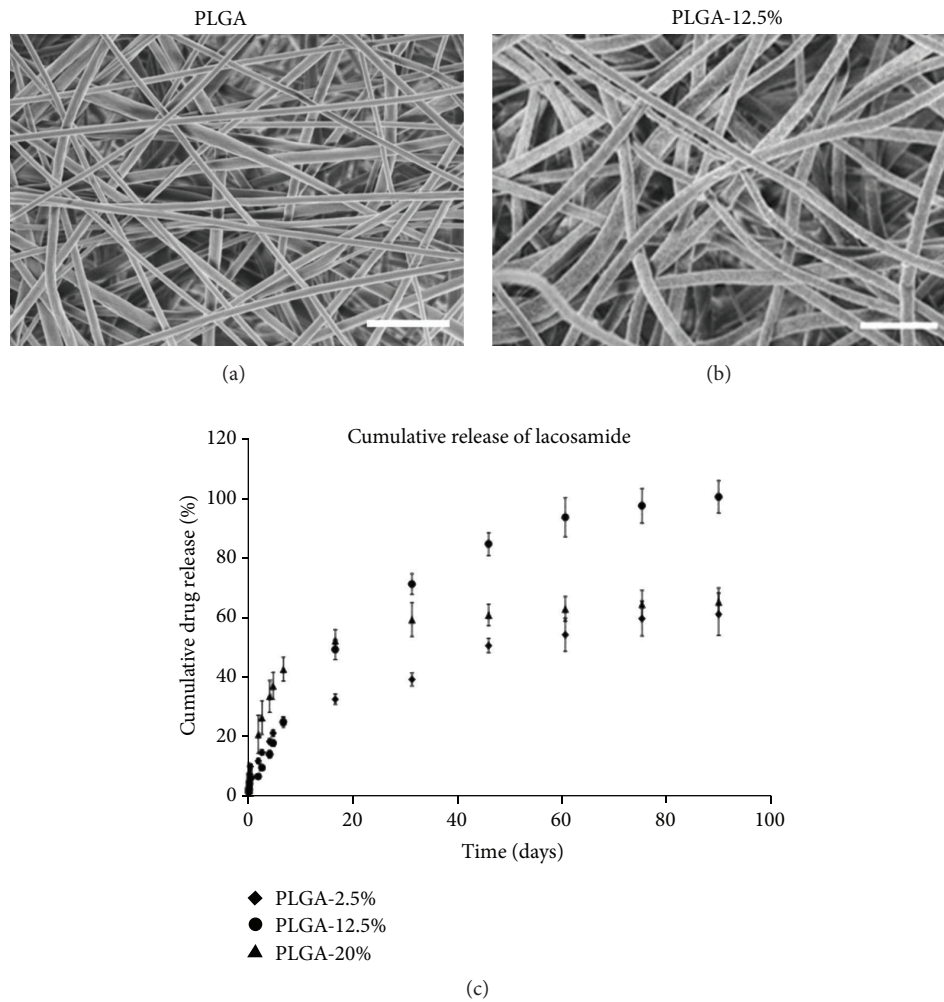 PLGA
PLGA-12.5%
(a)
(b)
Cumulative release of lacosamide
Cumulative drug release (%)
120
100
80
60
40
20
0
0 20 40 60 80 100
Time (days)
PLGA-2.5%
PLGA-12.5%
PLGA-20%
(c)